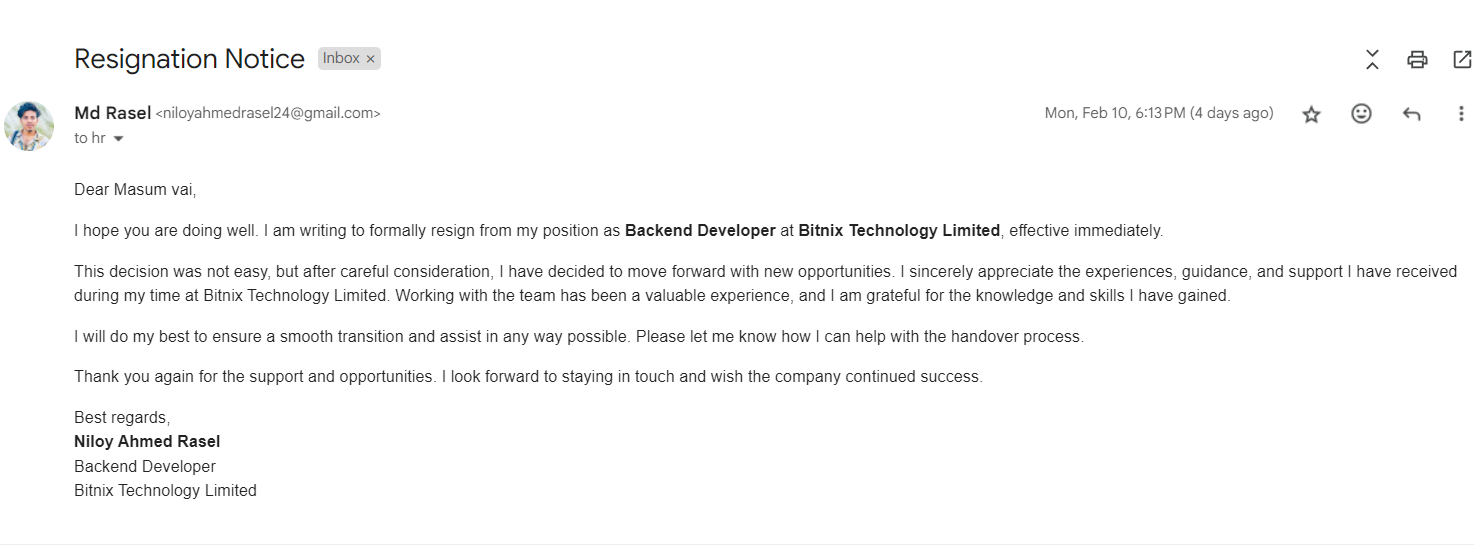 Resignation Notice Inbox ×
Md Rasel <niloyahmedrasel24@gmail.com> Mon, Feb 10, 6:13 PM (4 days ago)
to hr
Dear Masum vai,
I hope you are doing well. I am writing to formally resign from my position as Backend Developer at Bitnix Technology Limited, effective immediately.
This decision was not easy, but after careful consideration, I have decided to move forward with new opportunities. I sincerely appreciate the experiences, guidance, and support I have received
during my time at Bitnix Technology Limited. Working with the team has been a valuable experience, and I am grateful for the knowledge and skills I have gained.
I will do my best to ensure a smooth transition and assist in any way possible. Please let me know how I can help with the handover process.
Thank you again for the support and opportunities. I look forward to staying in touch and wish the company continued success.
Best regards,
Niloy Ahmed Rasel
Backend Developer
Bitnix Technology Limited